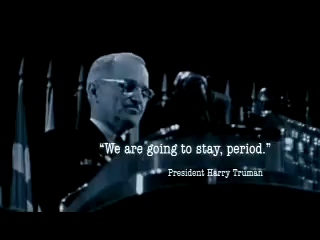 “We are going to stay, period.”
President Harry Truman